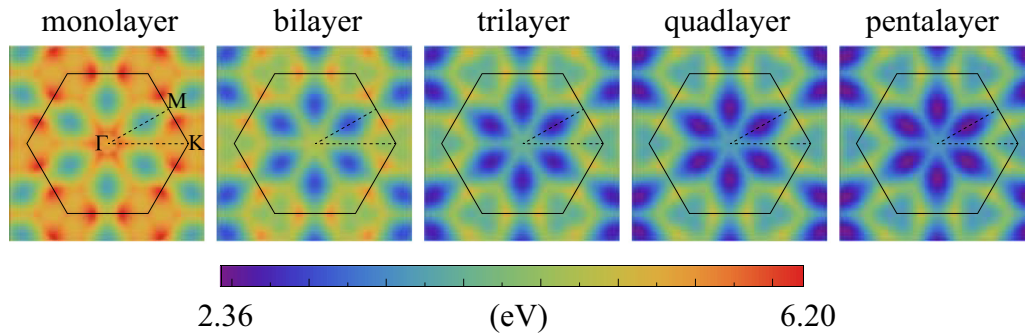 monolayer bilayer trilayer quadlayer pentalayer
M
Γ K
2.36 (eV) 6.20